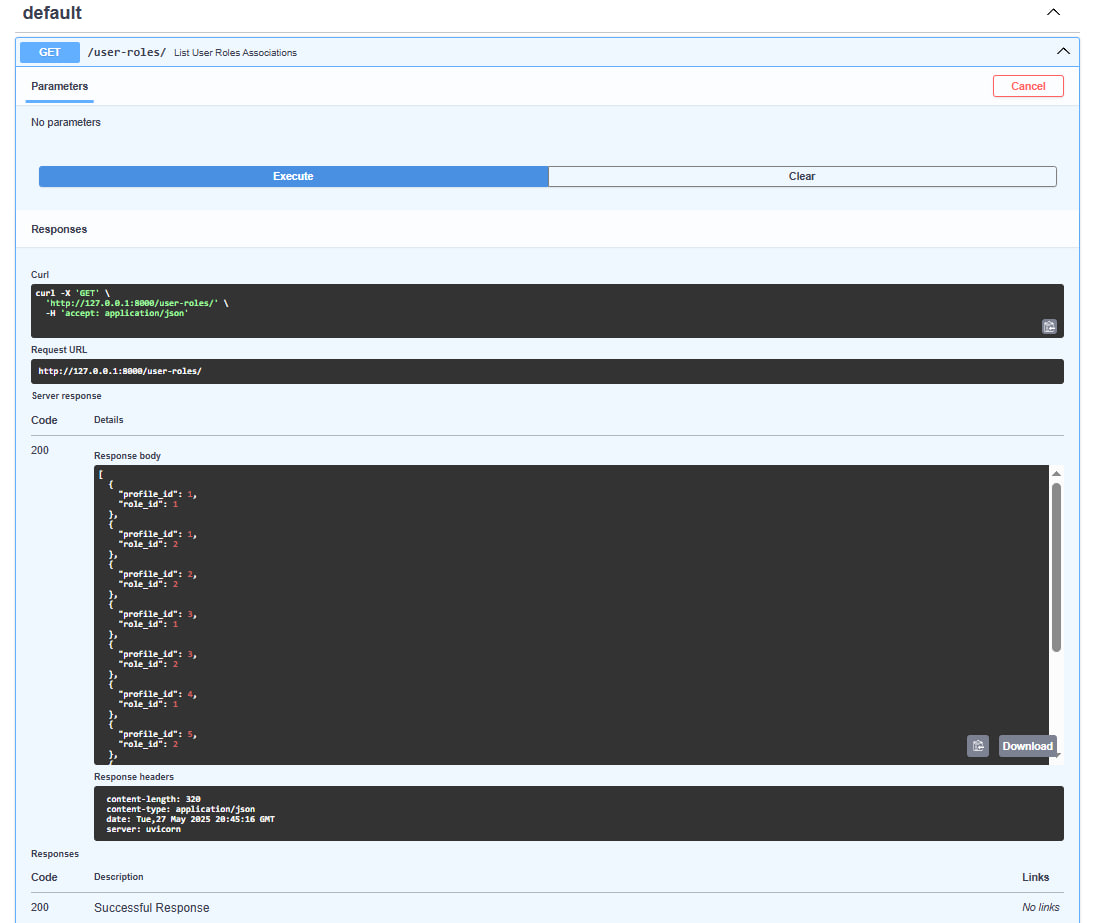 default
GET /user-roles/ List User Roles Associations
Parameters
Cancel
No parameters
Execute
Clear
Responses
Curl
curl -X 'GET' \
  'http://127.0.0.1:8000/user-roles/' \
  -H 'accept: application/json'
Request URL
http://127.0.0.1:8000/user-roles/
Server response
Code Details
200
Response body
[
  {
    "profile_id": 1,
    "role_id": 1
  },
  {
    "profile_id": 1,
    "role_id": 2
  },
  {
    "profile_id": 2,
    "role_id": 2
  },
  {
    "profile_id": 3,
    "role_id": 1
  },
  {
    "profile_id": 3,
    "role_id": 2
  },
  {
    "profile_id": 4,
    "role_id": 1
  },
  {
    "profile_id": 5,
    "role_id": 2
  },
  {
Download
Response headers
content-length: 320
content-type: application/json
date: Tue,27 May 2025 20:45:16 GMT
server: uvicorn
Responses
Code Description Links
200 Successful Response No links